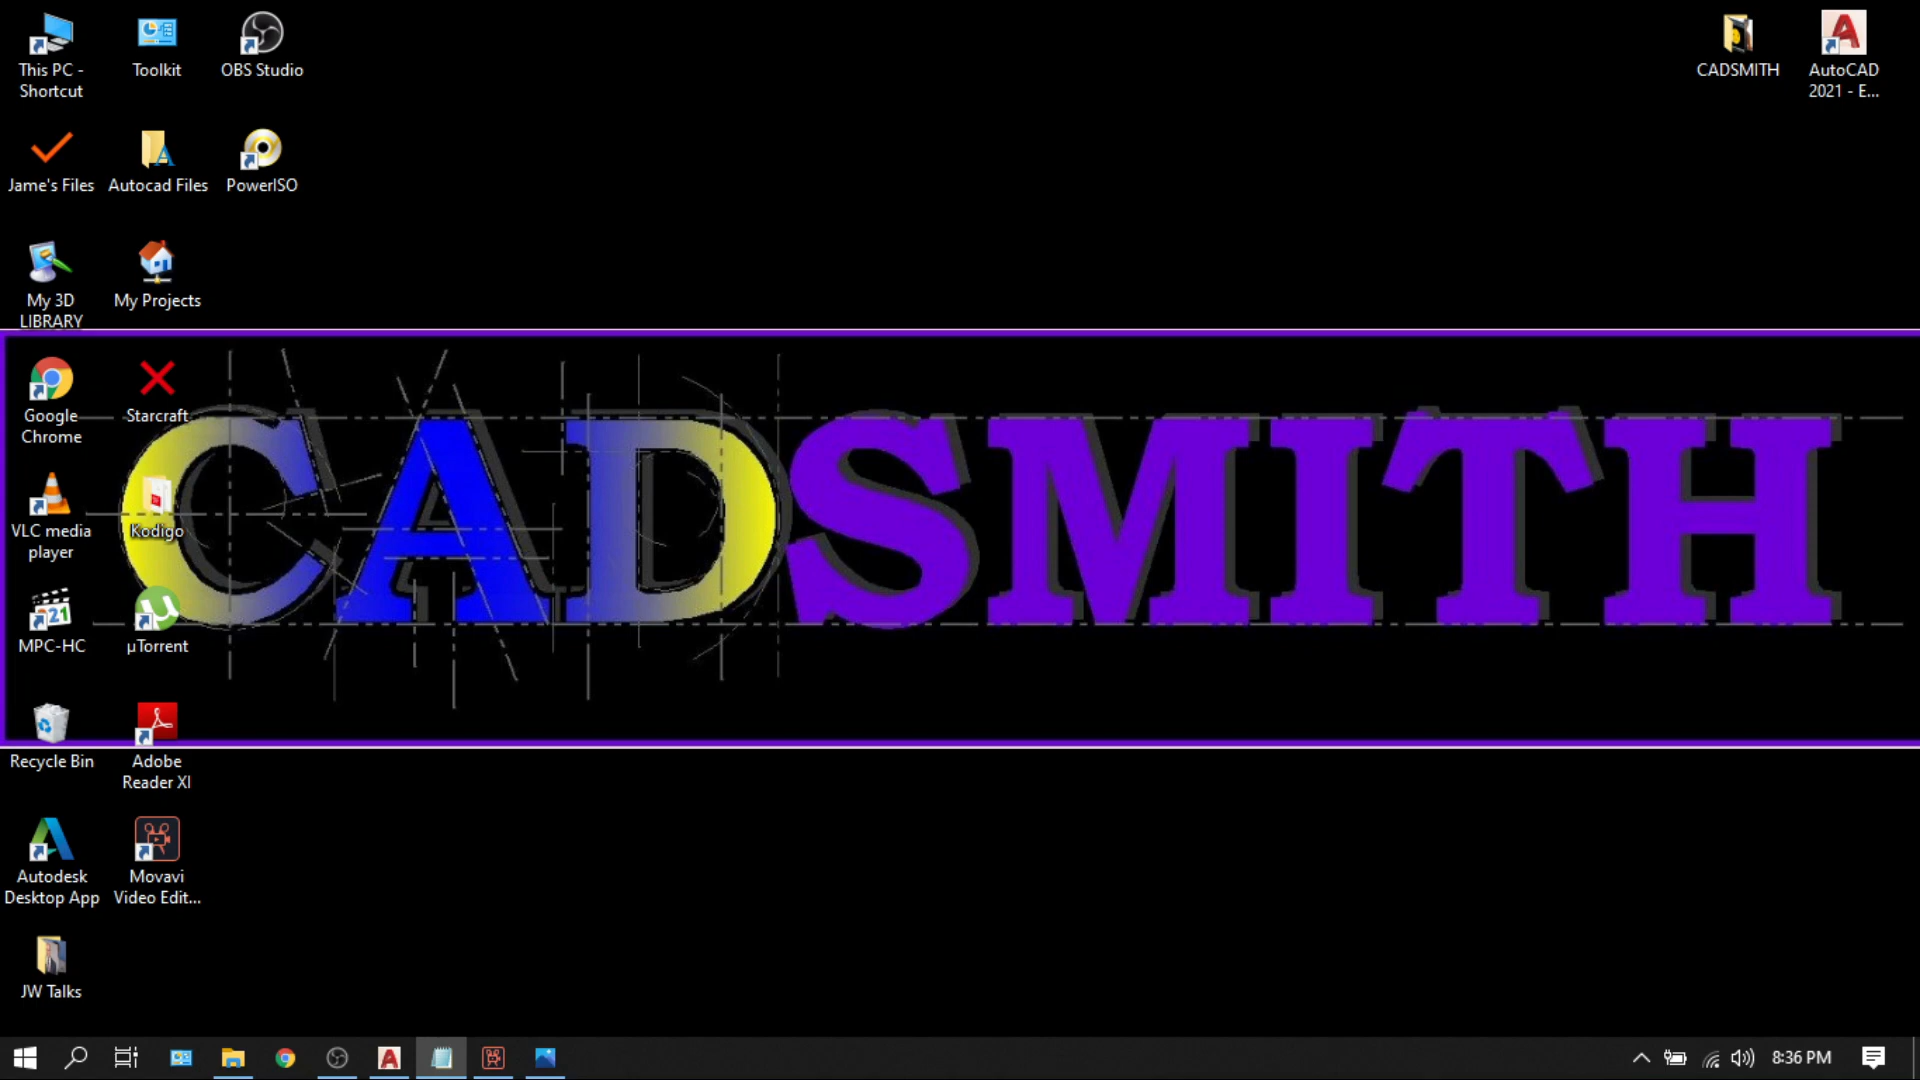 This PC -
Shortcut
Toolkit
OBS Studio
CADSMITH
AutoCAD
2021 - E...
Jame's Files
Autocad Files
PowerISO
My 3D
LIBRARY
My Projects
Google
Chrome
Starcraft
CADSMITH
VLC media
player
Kodigo
321
MPC-HC
µTorrent
Recycle Bin
Adobe
Reader XI
Autodesk
Desktop App
Movavi
Video Edit...
JW Talks
8:36 PM